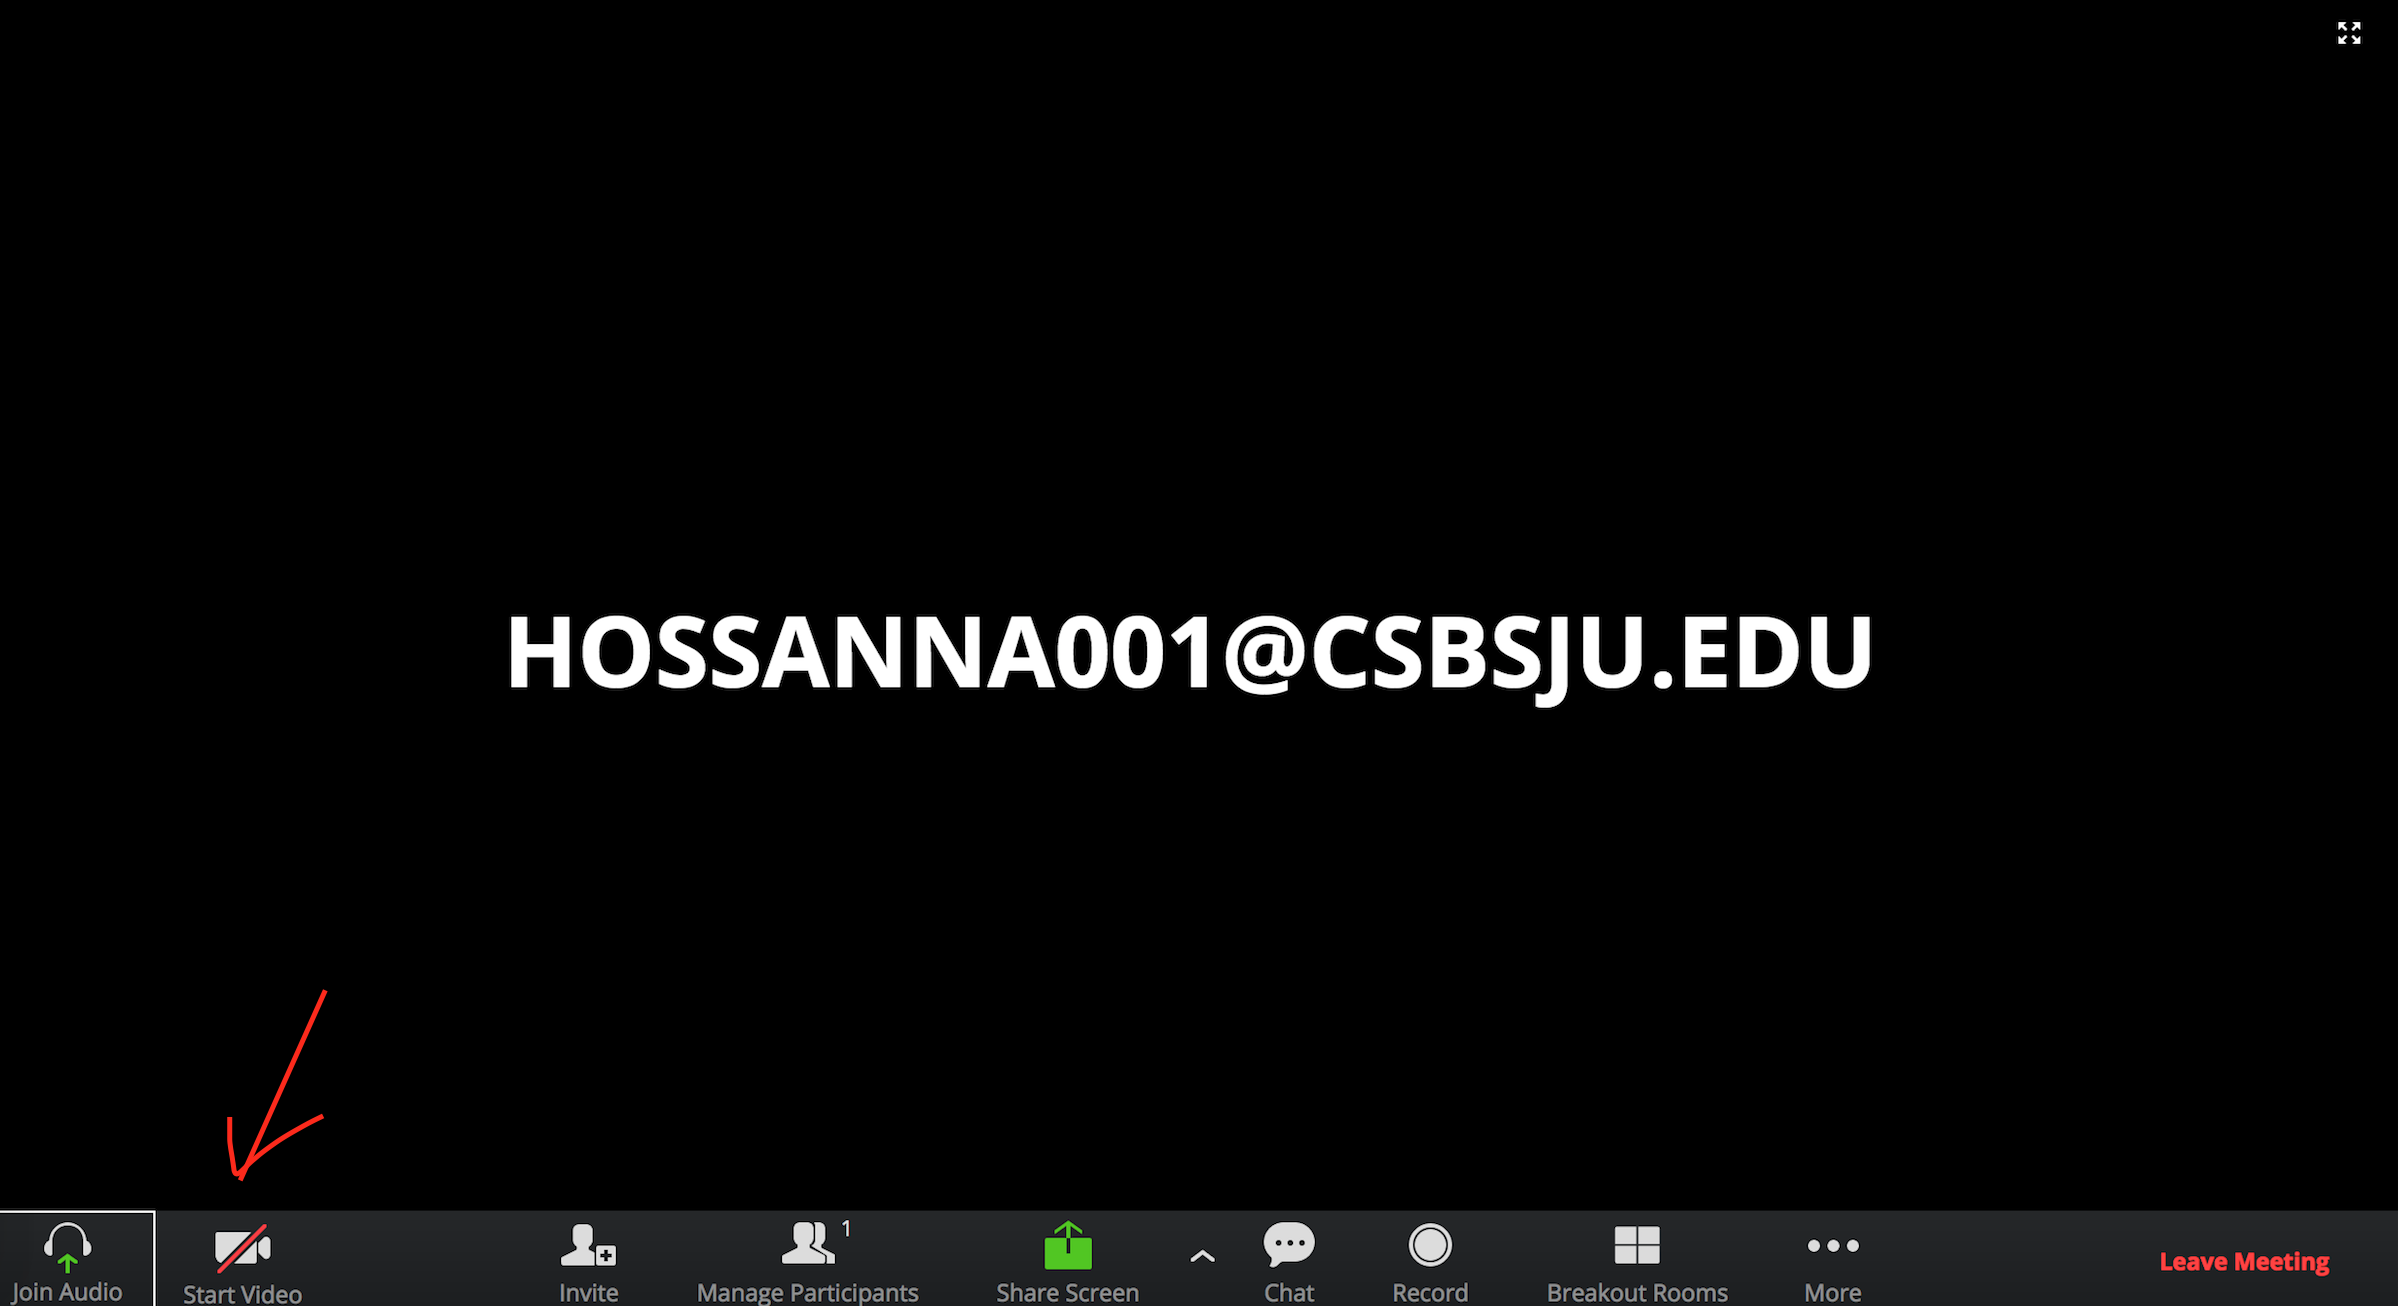 HOSSANNA001@CSBSJU.EDU
1
Join Audio
Start Video
Invite
Manage Participants
Share Screen
Chat
Record
Breakout Rooms
More
Leave Meeting